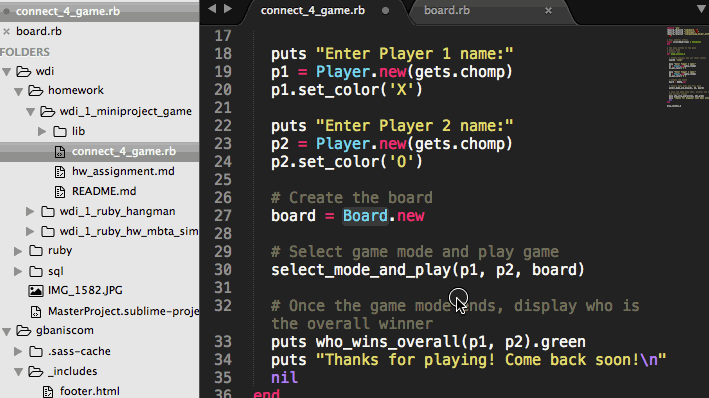 connect_4_game.rb
board.rb
FOLDERS
wdi
homework
wdi_1_miniproject_game
lib
connect_4_game.rb
hw_assignment.md
README.md
wdi_1_ruby_hangman
wdi_1_ruby_hw_mbta_sim
ruby
sql
IMG_1582.JPG
MasterProject.sublime-proje
gbaniscom
.sass-cache
_includes
footer.html
connect_4_game.rb board.rb
17
18 puts "Enter Player 1 name:"
19 p1 = Player.new(gets.chomp)
20 p1.set_color('X')
21
22 puts "Enter Player 2 name:"
23 p2 = Player.new(gets.chomp)
24 p2.set_color('O')
25
26 # Create the board
27 board = Board.new
28
29 # Select game mode and play game
30 select_mode_and_play(p1, p2, board)
31
32 # Once the game mode ends, display who is
the overall winner
33 puts who_wins_overall(p1, p2).green
34 puts "Thanks for playing! Come back soon!\n"
35 nil
36 end